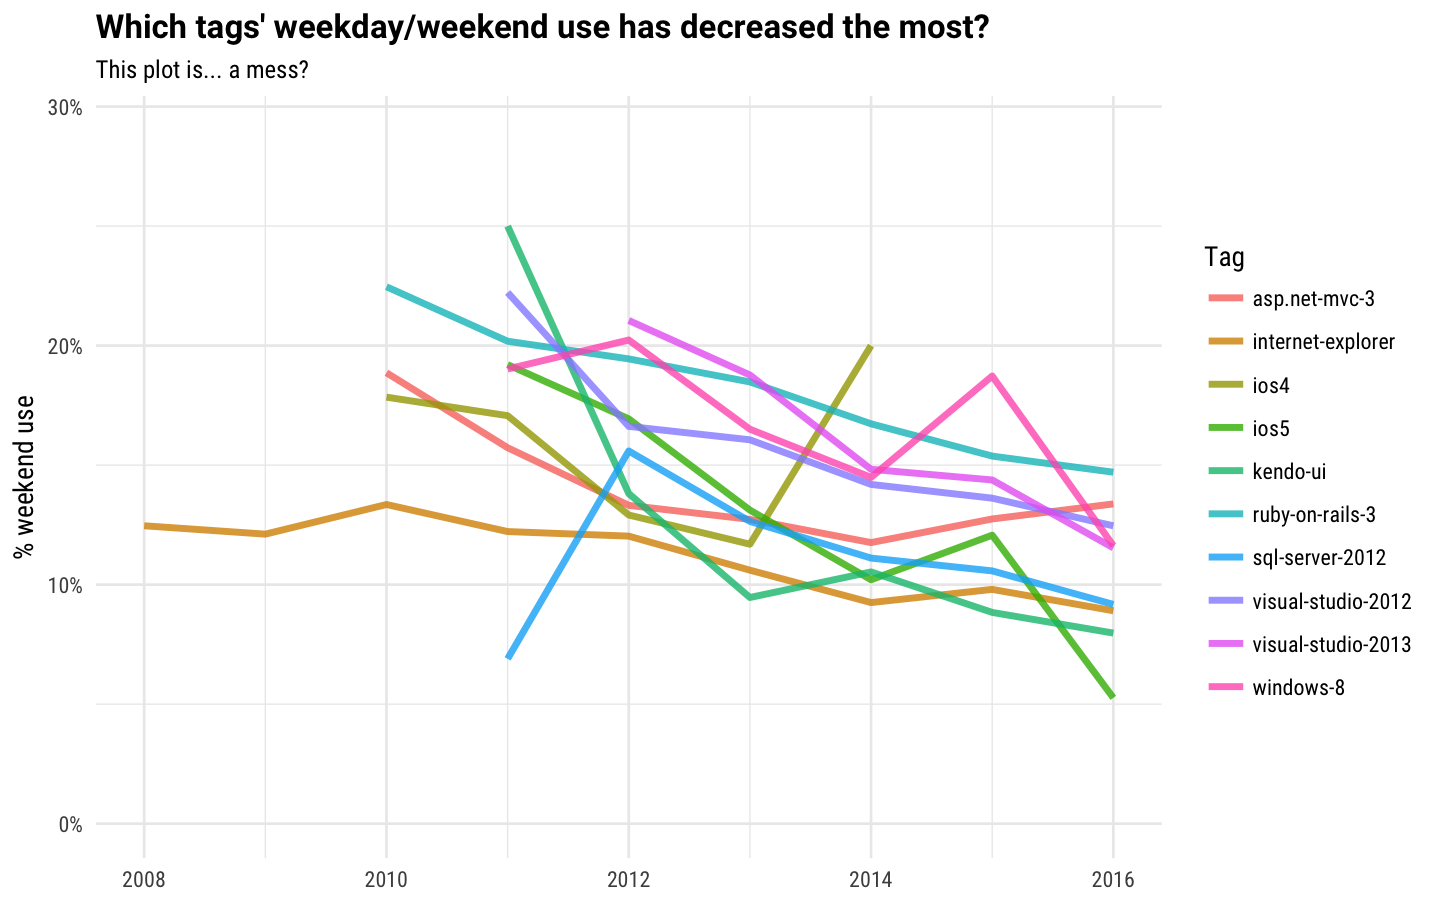 Which tags' weekday/weekend use has decreased the most?
This plot is... a mess?
% weekend use
30%
20%
10%
0%
2008
2010
2012
2014
2016
Tag
asp.net-mvc-3
internet-explorer
ios4
ios5
kendo-ui
ruby-on-rails-3
sql-server-2012
visual-studio-2012
visual-studio-2013
windows-8